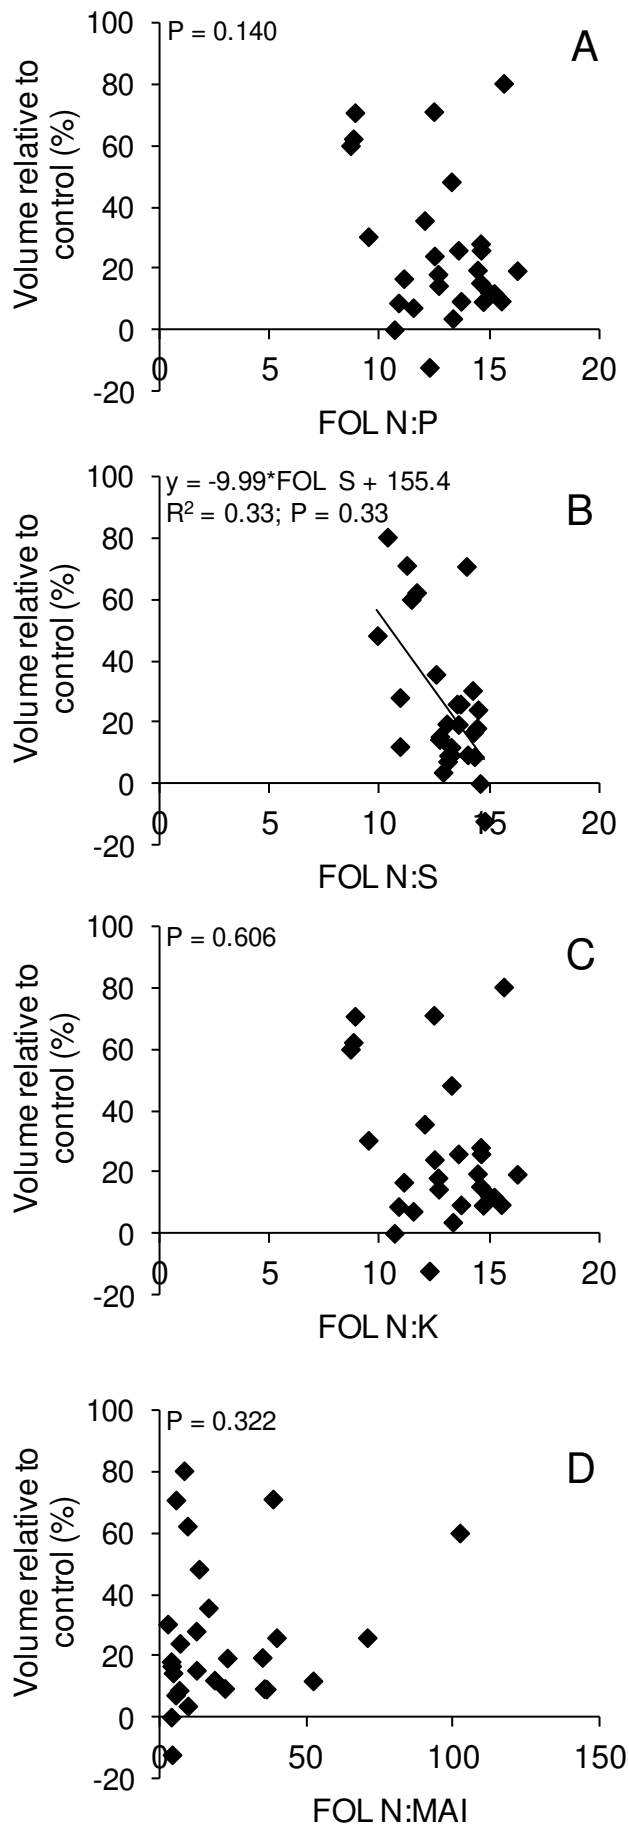 P = 0.140
A
Volume relative to
control (%)
100
80
60
40
20
0
-20
0 5 10 15 20
FOL N:P
y = -9.99*FOL S + 155.4
R² = 0.33; P = 0.33
B
Volume relative to
control (%)
100
80
60
40
20
0
-20
0 5 10 15 20
FOL N:S
P = 0.606
C
Volume relative to
control (%)
100
80
60
40
20
0
-20
0 5 10 15 20
FOL N:K
P = 0.322
D
Volume relative to
control (%)
100
80
60
40
20
0
-20
0 50 100 150
FOL N:MAI